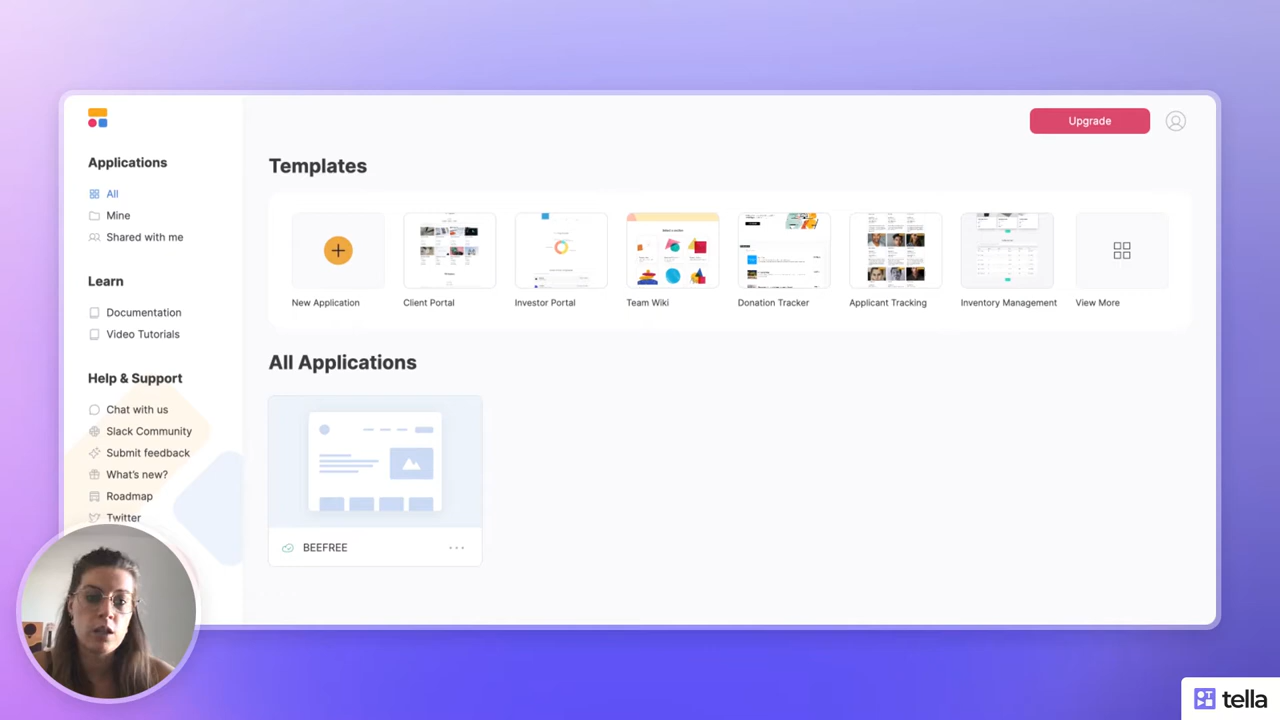 Upgrade
Applications
All
Mine
Shared with me
Learn
Documentation
Video Tutorials
Help & Support
Chat with us
Slack Community
Submit feedback
What's new?
Roadmap
Twitter
Templates
New Application
Client Portal
Investor Portal
Team Wiki
Donation Tracker
Applicant Tracking
Inventory Management
View More
All Applications
BEEFREE
tella